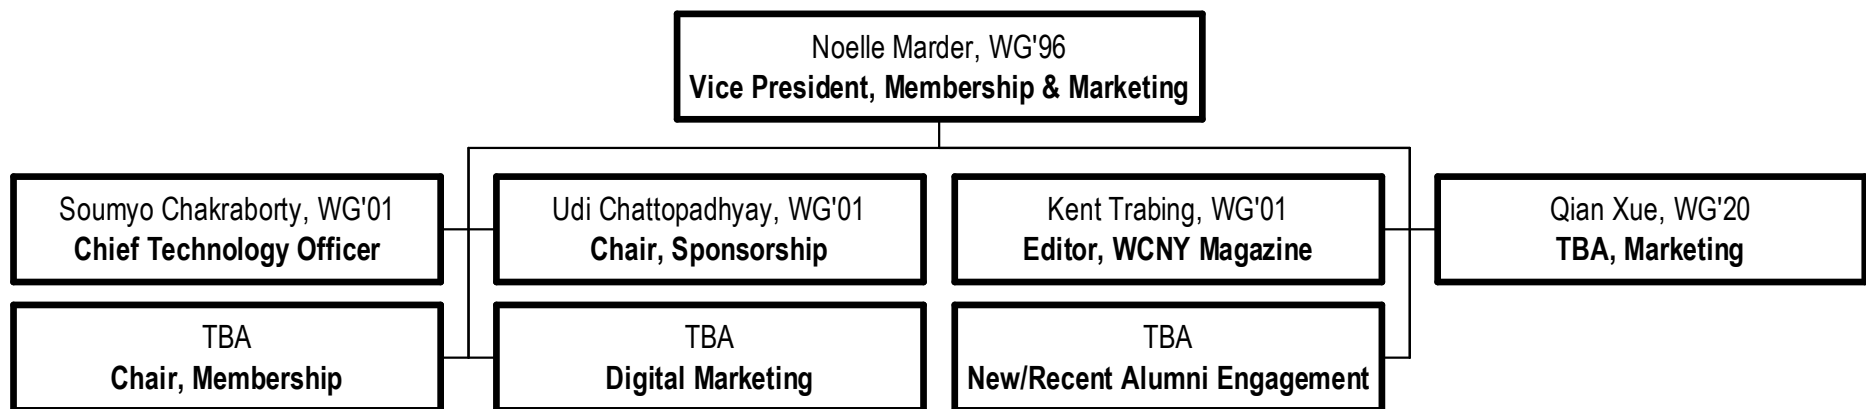 Noelle Marder, WG'96
Vice President, Membership & Marketing
Soumyo Chakraborty, WG'01
Chief Technology Officer
Udi Chattopadhyay, WG'01
Chair, Sponsorship
Kent Trabing, WG'01
Editor, WCNY Magazine
Qian Xue, WG'20
TBA, Marketing
TBA
Chair, Membership
TBA
Digital Marketing
TBA
New/Recent Alumni Engagement